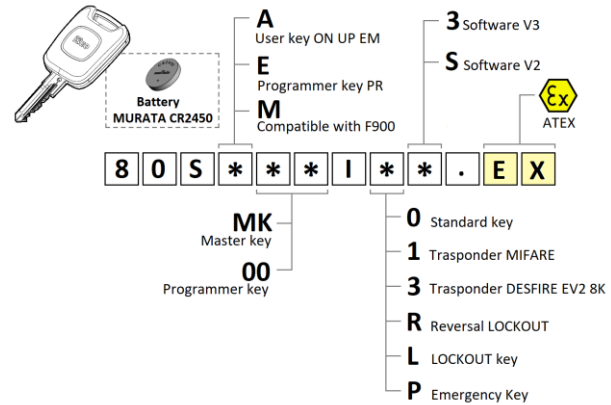 A
User key ON UP EM
E
Programmer key PR
M
Compatible with F900
3 Software V3
S Software V2
Ex
ATEX
Battery
MURATA CR2450
8 0 S * * * I * * . E X
MK
Master key
00
Programmer key
0 Standard key
1 Trasponder MIFARE
3 Trasponder DESFIRE EV2 8K
R Reversal LOCKOUT
L LOCKOUT key
P Emergency Key